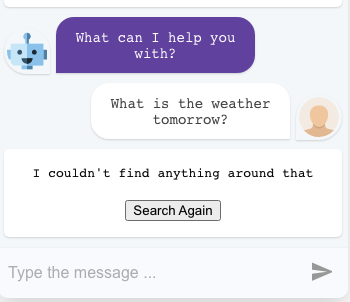 What can I help you
with?
What is the weather
tomorrow?
I couldn't find anything around that
Search Again
Type the message ...